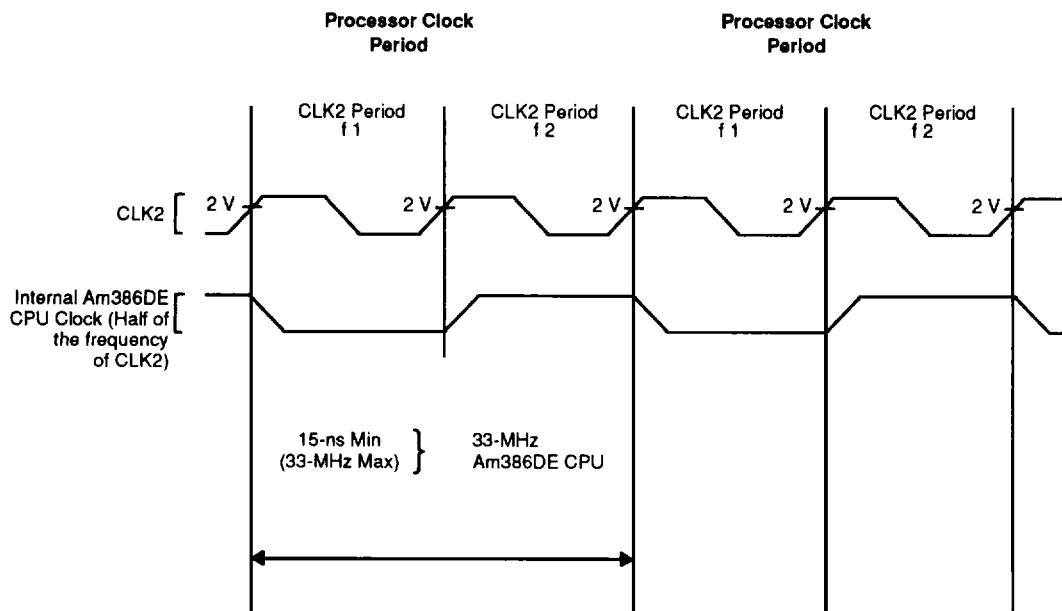 Processor Clock
Period
Processor Clock
Period
CLK2 Period
f 1
CLK2 Period
f 2
CLK2 Period
f 1
CLK2 Period
f 2
CLK2
2 V
2 V
2 V
2 V
2 V
Internal Am386DE
CPU Clock (Half of
the frequency
of CLK2)
15-ns Min
(33-MHz Max)
33-MHz
Am386DE CPU